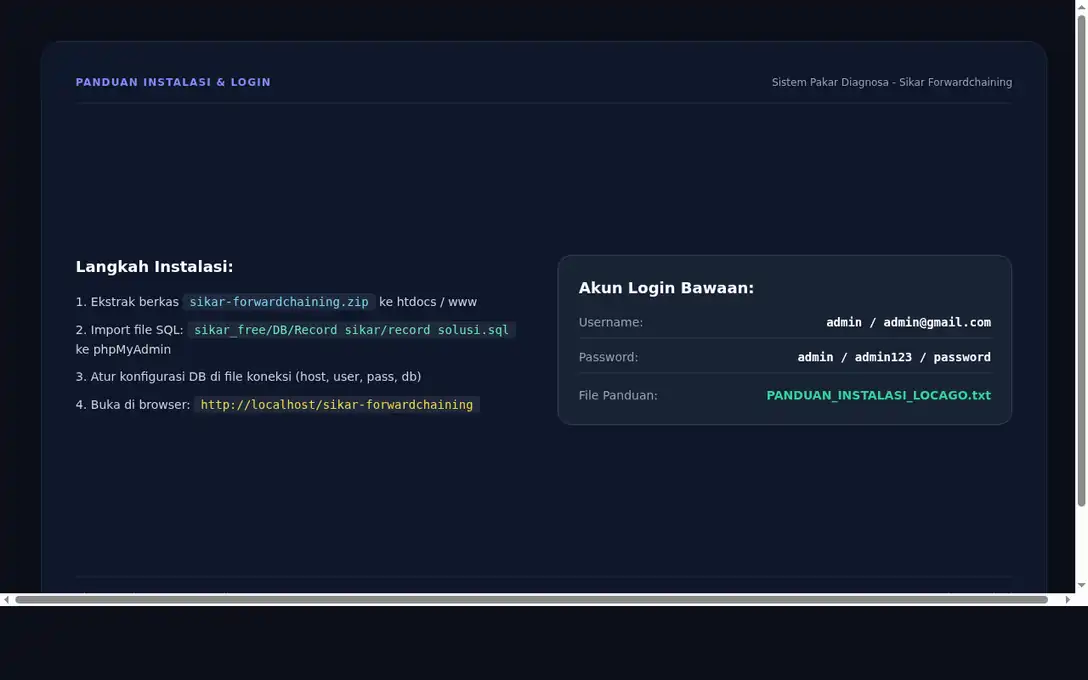 PANDUAN INSTALASI & LOGIN
Sistem Pakar Diagnosa - Sikar Forwardchaining
Langkah Instalasi:
1. Ekstrak berkas sikar-forwardchaining.zip ke htdocs / www
2. Import file SQL: sikar_free/DB/Record sikar/record solusi.sql
ke phpMyAdmin
3. Atur konfigurasi DB di file koneksi (host, user, pass, db)
4. Buka di browser: http://localhost/sikar-forwardchaining
Akun Login Bawaan:
Username: admin / admin@gmail.com
Password: admin / admin123 / password
File Panduan: PANDUAN_INSTALASI_LOCAGO.txt